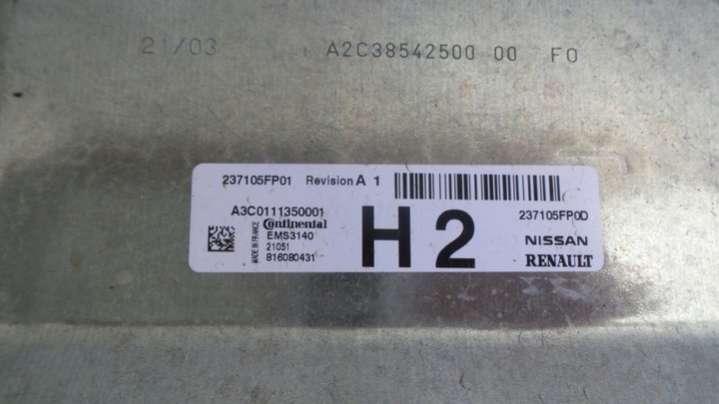 21/03 A2C38542500 00 F0
237105FP01 Revision A 1
A3C0111350001
237105FP0D
Continental
MADE IN FRANCE
EMS3140
21051
816080431
H2
NISSAN
RENAULT